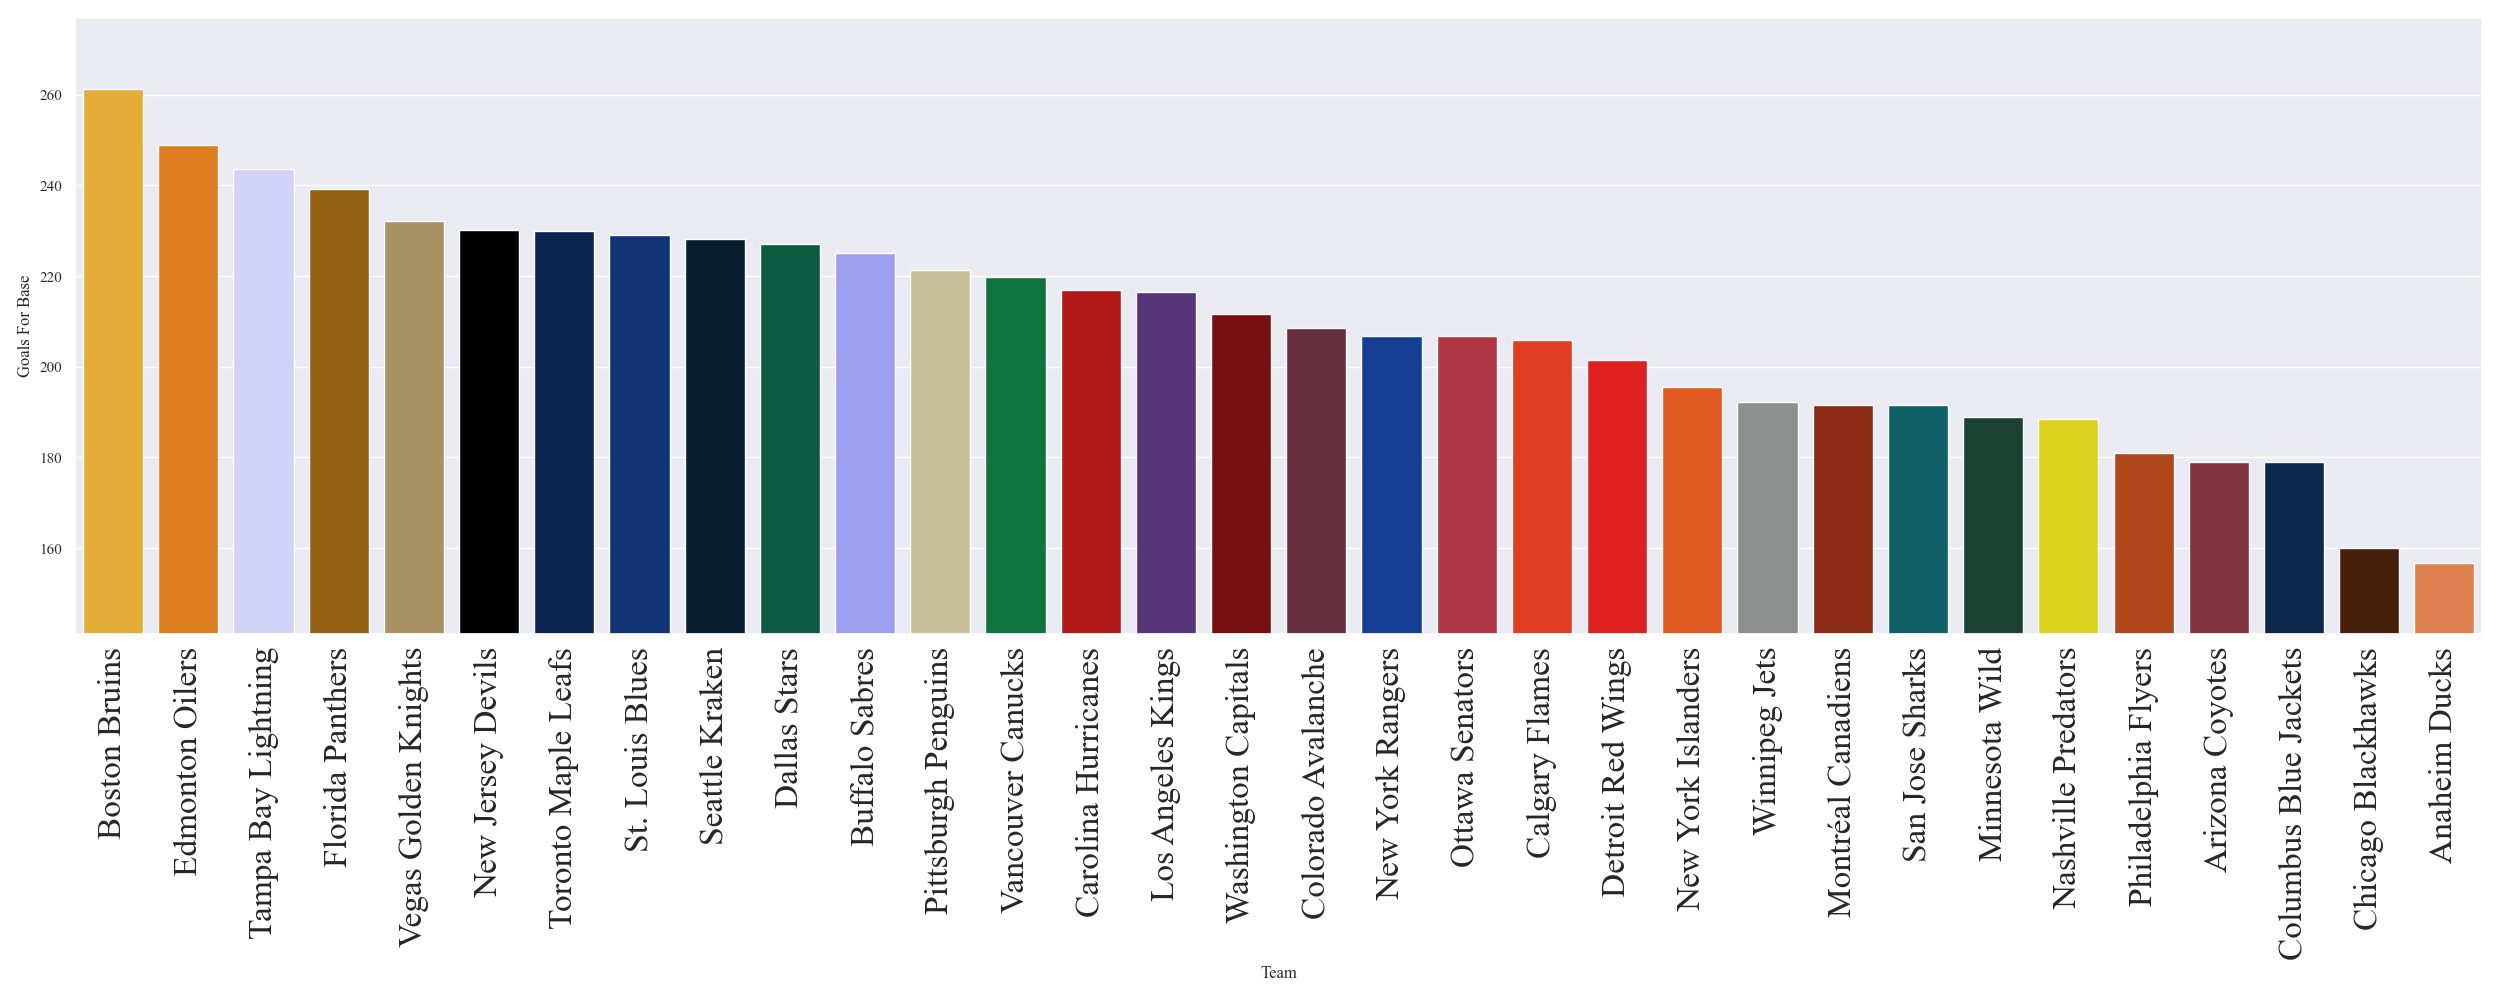 260
240
220
200
180
160
Goals For Base
Boston Bruins
Edmonton Oilers
Tampa Bay Lightning
Florida Panthers
Vegas Golden Knights
New Jersey Devils
Toronto Maple Leafs
St. Louis Blues
Seattle Kraken
Dallas Stars
Buffalo Sabres
Pittsburgh Penguins
Vancouver Canucks
Carolina Hurricanes
Los Angeles Kings
Washington Capitals
Colorado Avalanche
New York Rangers
Ottawa Senators
Calgary Flames
Detroit Red Wings
New York Islanders
Winnipeg Jets
Montréal Canadiens
San Jose Sharks
Minnesota Wild
Nashville Predators
Philadelphia Flyers
Arizona Coyotes
Columbus Blue Jackets
Chicago Blackhawks
Anaheim Ducks
Team